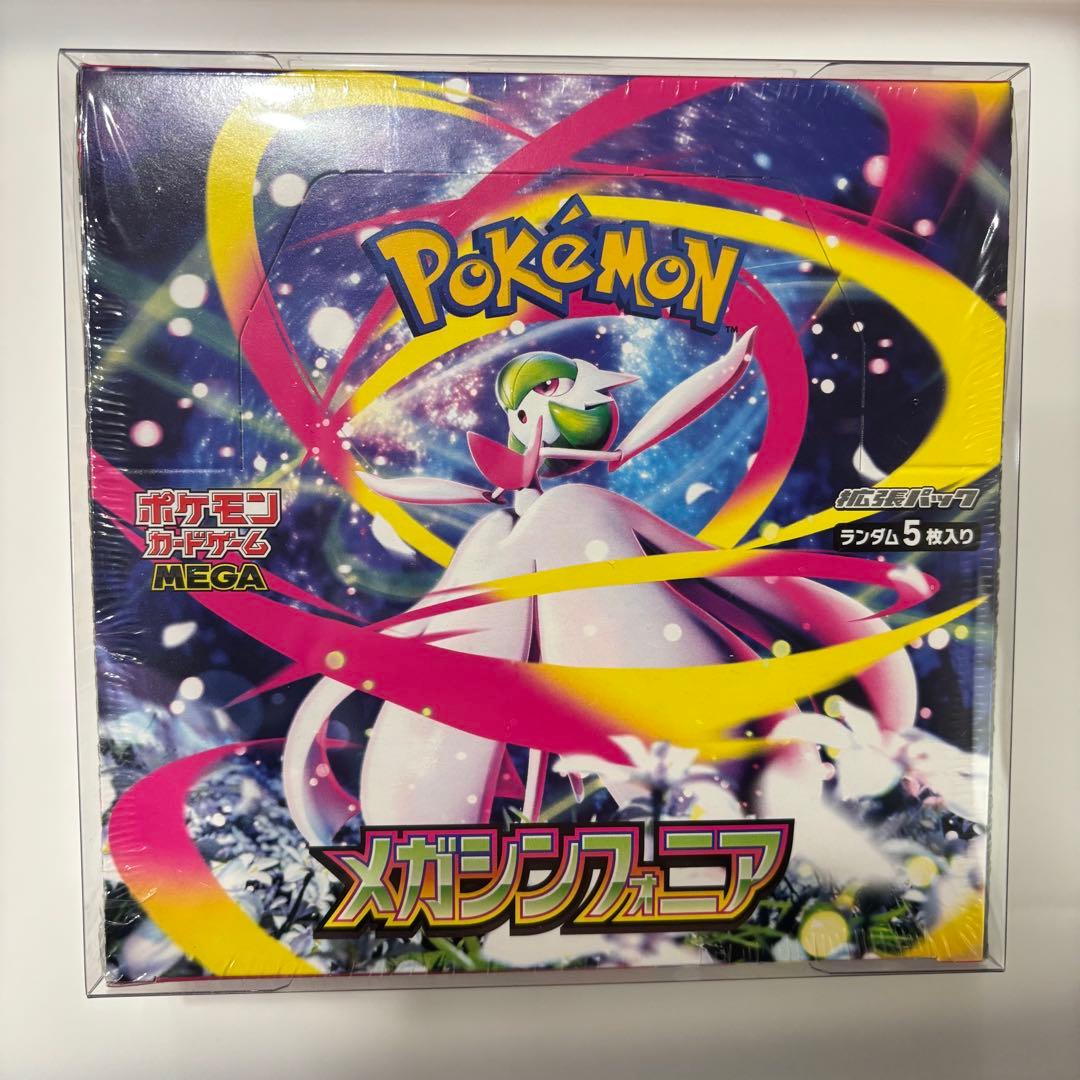 POKéMON
TM
ポケモン
カードゲーム
MEGA
拡張パック
ランダム5枚入り
メガシンフォニア